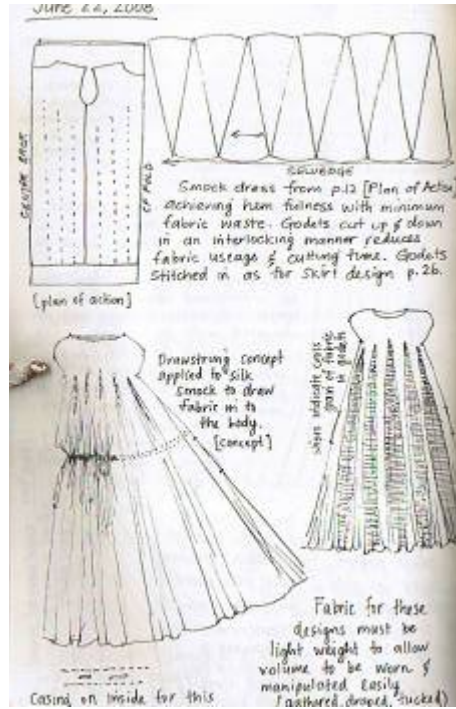 June 22, 2008
CENTRE BACK
CF FOLD
SELVEDGE
Smock dress from p.12 [Plan of Action]
achieving hem fulness with minimum
fabric waste. Godets cut up & down
in an interlocking manner reduces
fabric useage & cutting time. Godets
stitched in as for skirt design p.26.
[plan of action]
Drawstring concept
applied to silk
smock to draw
fabric in to
the body.
[concept]
lines indicate cross
grain of fabric
in godets
Fabric for these
designs must be
light weight to allow
volume to be worn &
manipulated easily
(gathered, draped, tucked)
Casing on inside for this